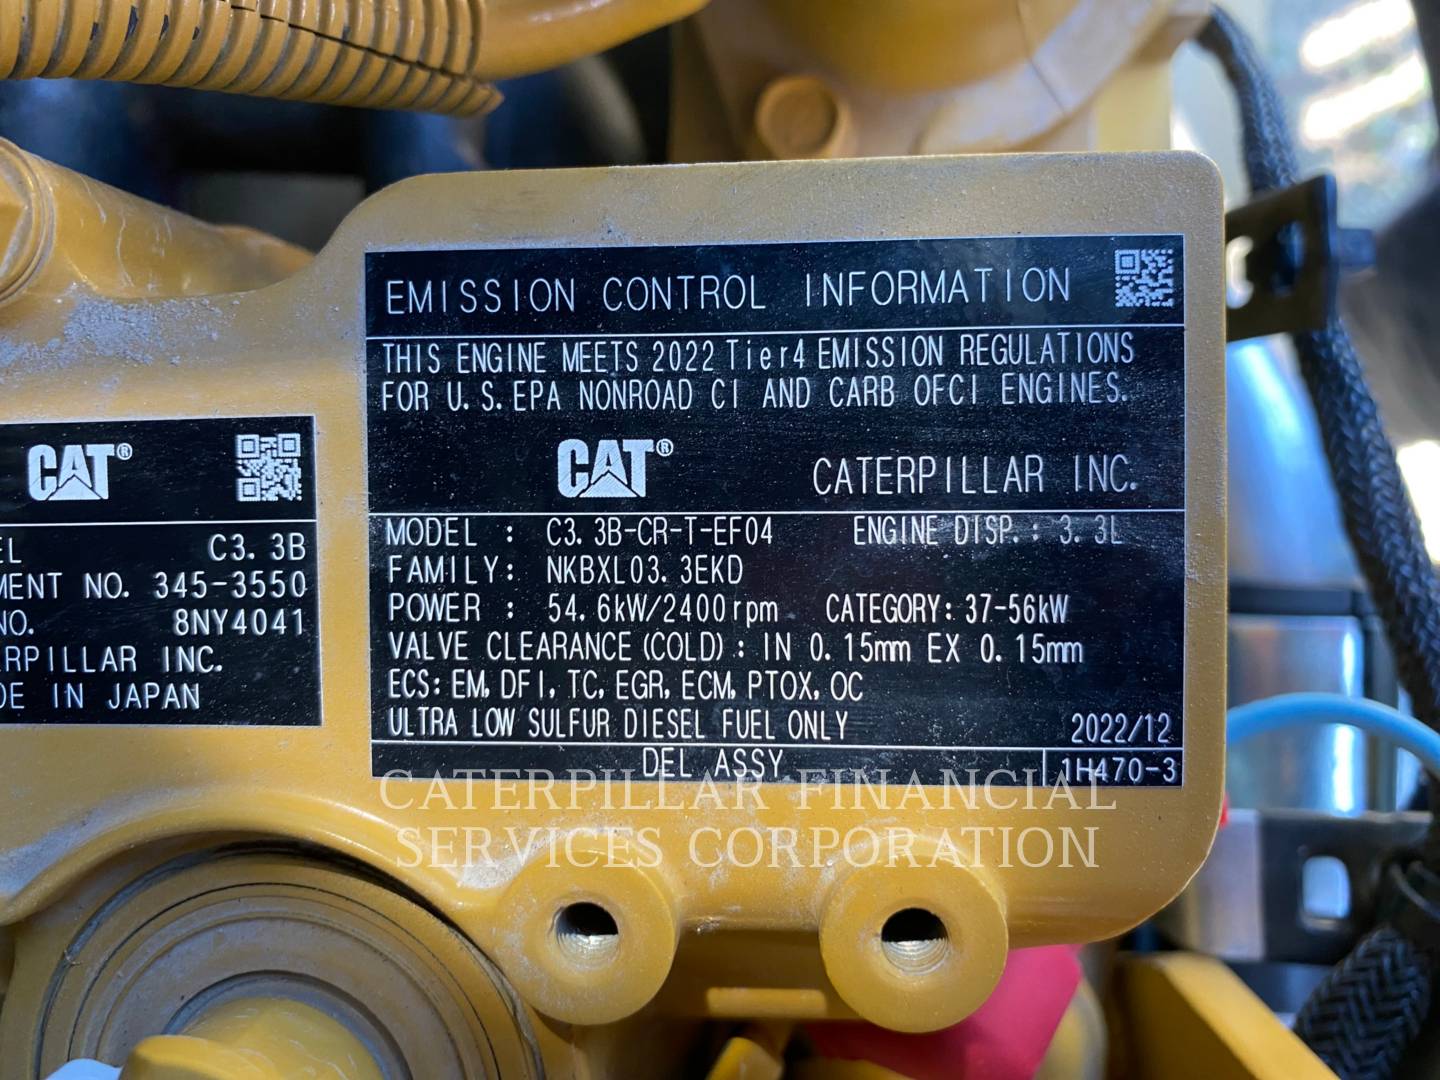 CAT®
EL C3.3B
MENT NO. 345-3550
NO. 8NY4041
RPILLAR INC.
DE IN JAPAN
EMISSION CONTROL INFORMATION
THIS ENGINE MEETS 2022 Tier4 EMISSION REGULATIONS
FOR U.S.EPA NONROAD CI AND CARB OFCI ENGINES.
CAT® CATERPILLAR INC.
MODEL : C3.3B-CR-T-EF04 ENGINE DISP.: 3.3L
FAMILY: NKBXL03.3EKD
POWER : 54.6kW/2400rpm CATEGORY: 37-56kW
VALVE CLEARANCE(COLD): IN 0.15mm EX 0.15mm
ECS: EM, DFI, TC, EGR, ECM, PTOX, OC
ULTRA LOW SULFUR DIESEL FUEL ONLY 2022/12
DEL ASSY 1H470-3
CATERPILLAR FINANCIAL
SERVICES CORPORATION